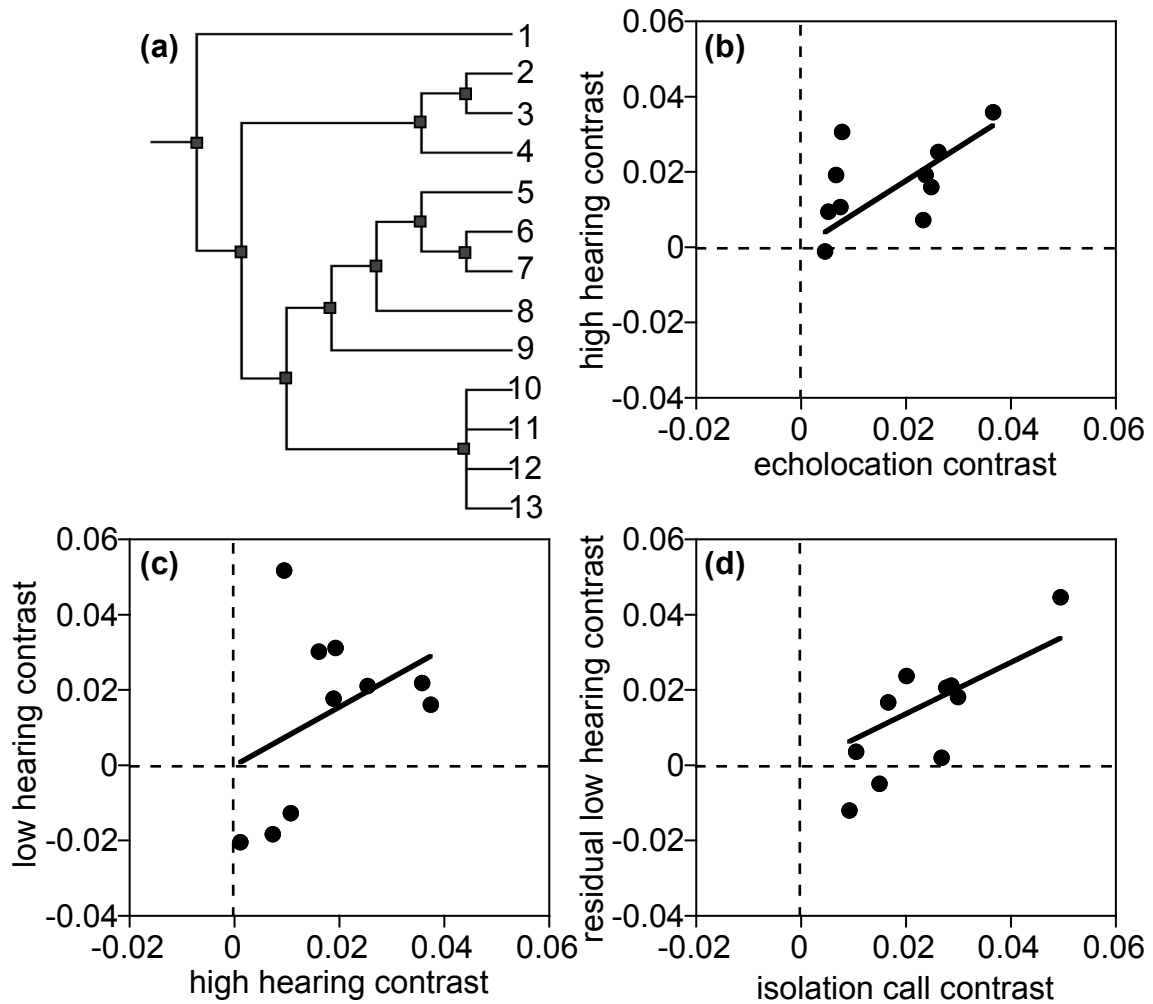 (a)
1
2
3
4
5
6
7
8
9
10
11
12
13
(b)
high hearing contrast
0.06
0.04
0.02
0
-0.02
-0.04
-0.02 0 0.02 0.04 0.06
echolocation contrast
(c)
low hearing contrast
0.06
0.04
0.02
0
-0.02
-0.04
-0.02 0 0.02 0.04 0.06
high hearing contrast
(d)
residual low hearing contrast
0.06
0.04
0.02
0
-0.02
-0.04
-0.02 0 0.02 0.04 0.06
isolation call contrast